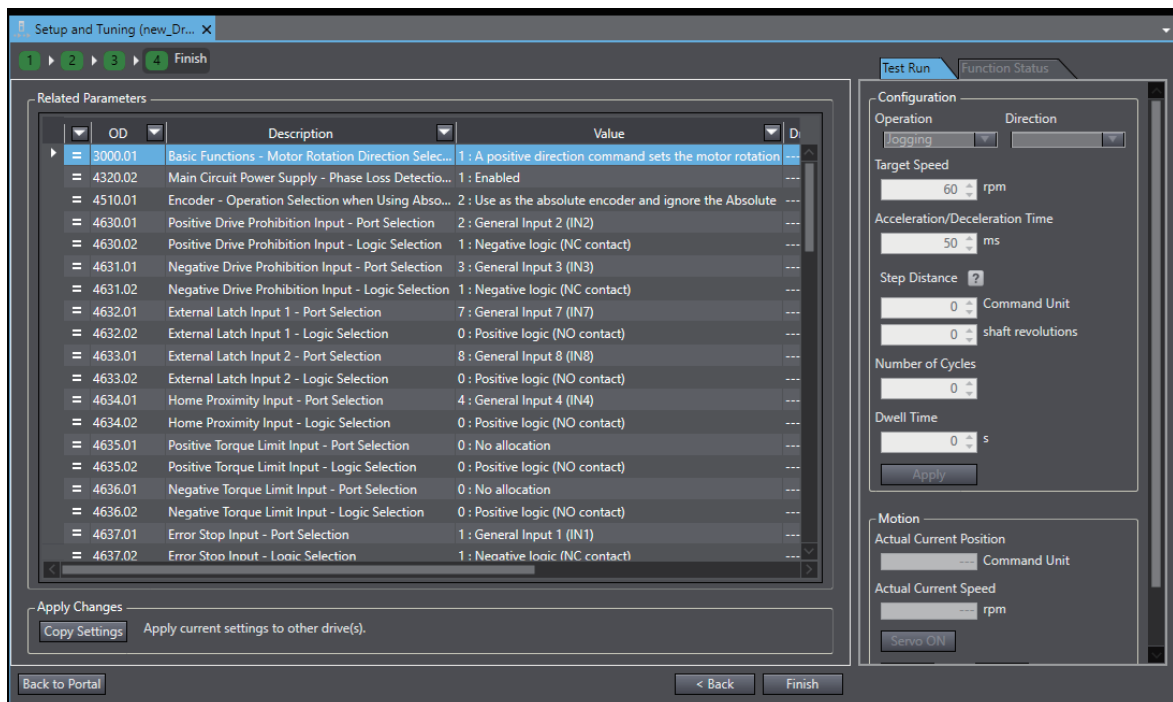 Setup and Tuning (new_Dr... X
1 2 3 4 Finish
Test Run Function Status
Related Parameters
OD Description Value D
= 3000.01 Basic Functions - Motor Rotation Direction Selec... 1 : A positive direction command sets the motor rotation ---
= 4320.02 Main Circuit Power Supply - Phase Loss Detectio... 1 : Enabled ---
= 4510.01 Encoder - Operation Selection when Using Abso... 2 : Use as the absolute encoder and ignore the Absolute ---
= 4630.01 Positive Drive Prohibition Input - Port Selection 2 : General Input 2 (IN2) ---
= 4630.02 Positive Drive Prohibition Input - Logic Selection 1 : Negative logic (NC contact) ---
= 4631.01 Negative Drive Prohibition Input - Port Selection 3 : General Input 3 (IN3) ---
= 4631.02 Negative Drive Prohibition Input - Logic Selection 1 : Negative logic (NC contact) ---
= 4632.01 External Latch Input 1 - Port Selection 7 : General Input 7 (IN7) ---
= 4632.02 External Latch Input 1 - Logic Selection 0 : Positive logic (NO contact) ---
= 4633.01 External Latch Input 2 - Port Selection 8 : General Input 8 (IN8) ---
= 4633.02 External Latch Input 2 - Logic Selection 0 : Positive logic (NO contact) ---
= 4634.01 Home Proximity Input - Port Selection 4 : General Input 4 (IN4) ---
= 4634.02 Home Proximity Input - Logic Selection 0 : Positive logic (NO contact) ---
= 4635.01 Positive Torque Limit Input - Port Selection 0 : No allocation ---
= 4635.02 Positive Torque Limit Input - Logic Selection 0 : Positive logic (NO contact) ---
= 4636.01 Negative Torque Limit Input - Port Selection 0 : No allocation ---
= 4636.02 Negative Torque Limit Input - Logic Selection 0 : Positive logic (NO contact) ---
= 4637.01 Error Stop Input - Port Selection 1 : General Input 1 (IN1) ---
= 4637.02 Error Stop Input - Logic Selection 1 : Negative logic (NC contact) ---
Apply Changes
Copy Settings Apply current settings to other drive(s).
Back to Portal < Back Finish
Configuration
Operation Direction
Jogging
Target Speed
60 rpm
Acceleration/Deceleration Time
50 ms
Step Distance ?
0 Command Unit
0 shaft revolutions
Number of Cycles
0
Dwell Time
0 s
Apply
Motion
Actual Current Position
--- Command Unit
Actual Current Speed
--- rpm
Servo ON